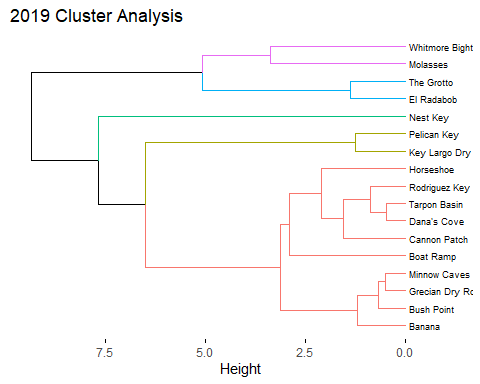 2019 Cluster Analysis
Whitmore Bight
Molasses
The Grotto
El Radabob
Nest Key
Pelican Key
Key Largo Dry
Horseshoe
Rodriguez Key
Tarpon Basin
Dana's Cove
Cannon Patch
Boat Ramp
Minnow Caves
Grecian Dry
Bush Point
Banana
7.5 5.0 2.5 0.0
Height